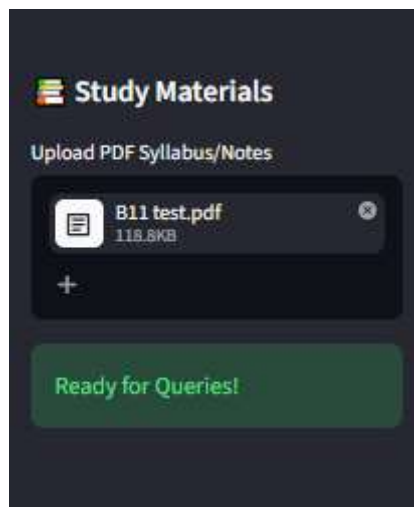 Study Materials
Upload PDF Syllabus/Notes
B11 test.pdf
118.8KB
+
Ready for Queries!